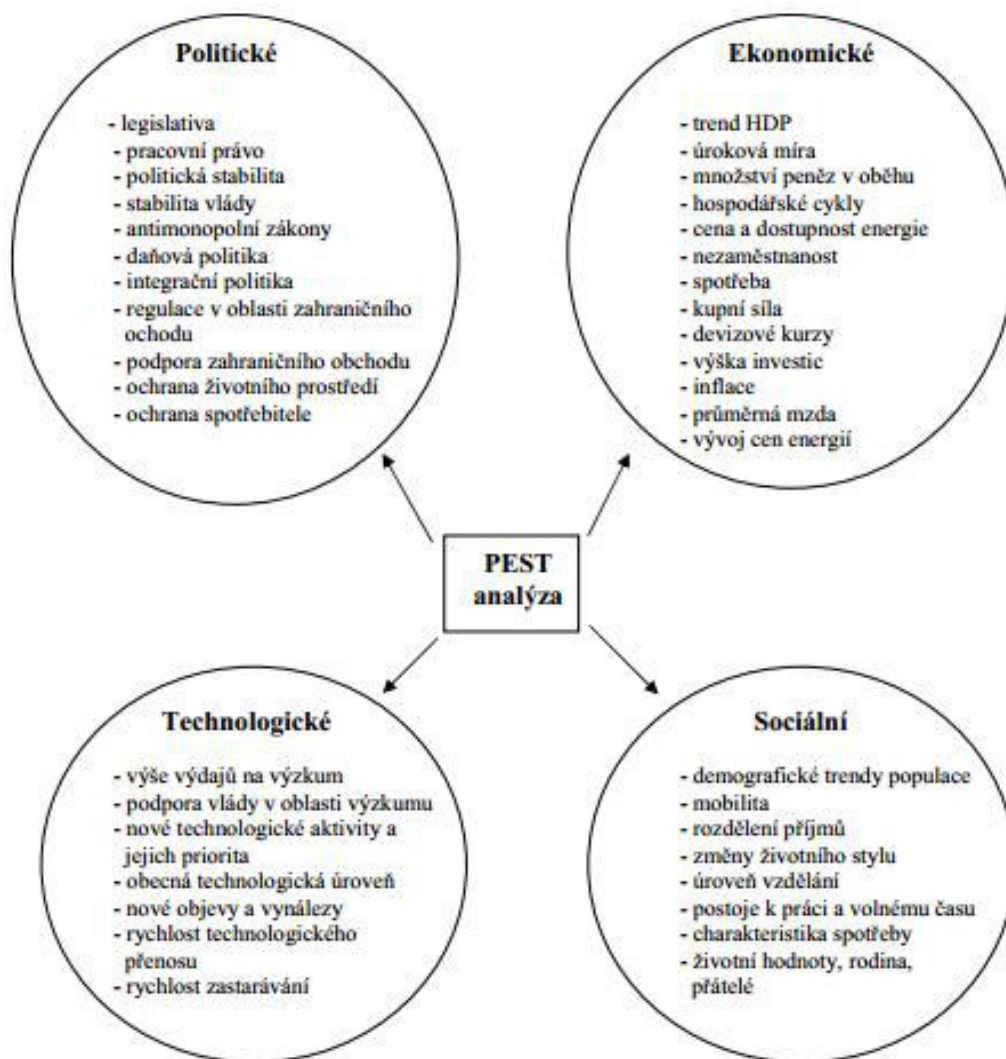 Politické
- legislativa
- pracovní právo
- politická stabilita
- stabilita vlády
- antimonopolní zákony
- daňová politika
- integrační politika
- regulace v oblasti zahraničního
ochodu
- podpora zahraničního obchodu
- ochrana životního prostředí
- ochrana spotřebitele
Ekonomické
- trend HDP
- úroková míra
- množství peněz v oběhu
- hospodářské cykly
- cena a dostupnost energie
- nezaměstnanost
- spotřeba
- kupní síla
- devizové kurzy
- výška investic
- inflace
- průměrná mzda
- vývoj cen energií
PEST
analýza
Technologické
- výše výdajů na výzkum
- podpora vlády v oblasti výzkumu
- nové technologické aktivity a
jejich priorita
- obecná technologická úroveň
- nové objevy a vynálezy
- rychlost technologického
přenosu
- rychlost zastarávání
Sociální
- demografické trendy populace
- mobilita
- rozdělení příjmů
- změny životního stylu
- úroveň vzdělání
- postoje k práci a volnému času
- charakteristika spotřeby
- životní hodnoty, rodina,
přátelé